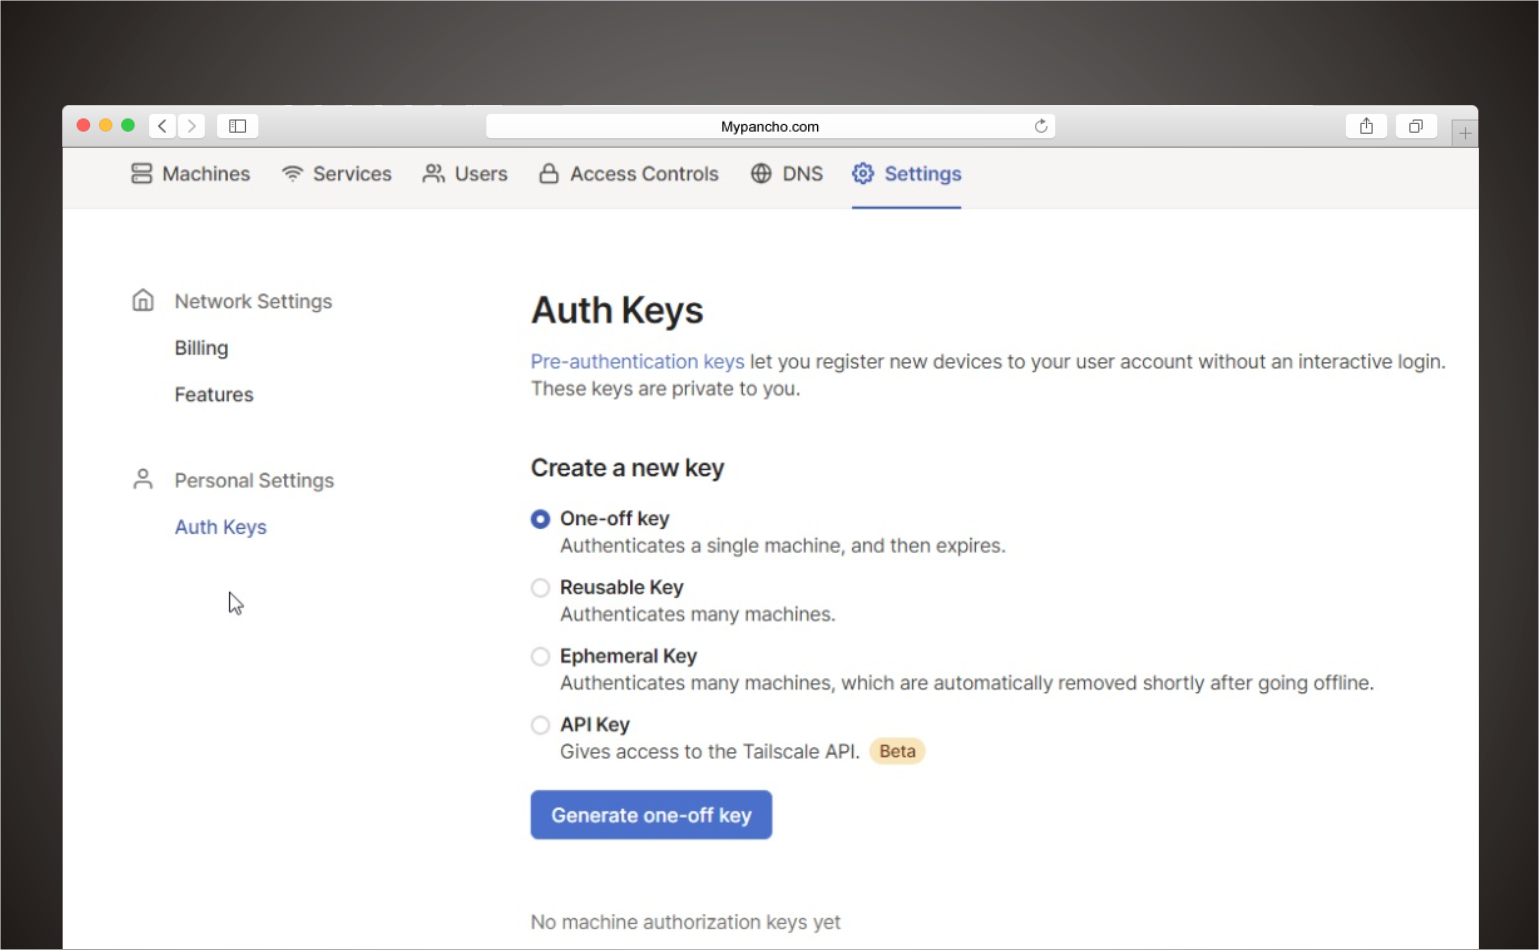 Mypancho.com
Machines Services Users Access Controls DNS Settings
Network Settings
Billing
Features
Personal Settings
Auth Keys
Auth Keys
Pre-authentication keys let you register new devices to your user account without an interactive login.
These keys are private to you.
Create a new key
One-off key
Authenticates a single machine, and then expires.
Reusable Key
Authenticates many machines.
Ephemeral Key
Authenticates many machines, which are automatically removed shortly after going offline.
API Key
Gives access to the Tailscale API. Beta
Generate one-off key
No machine authorization keys yet